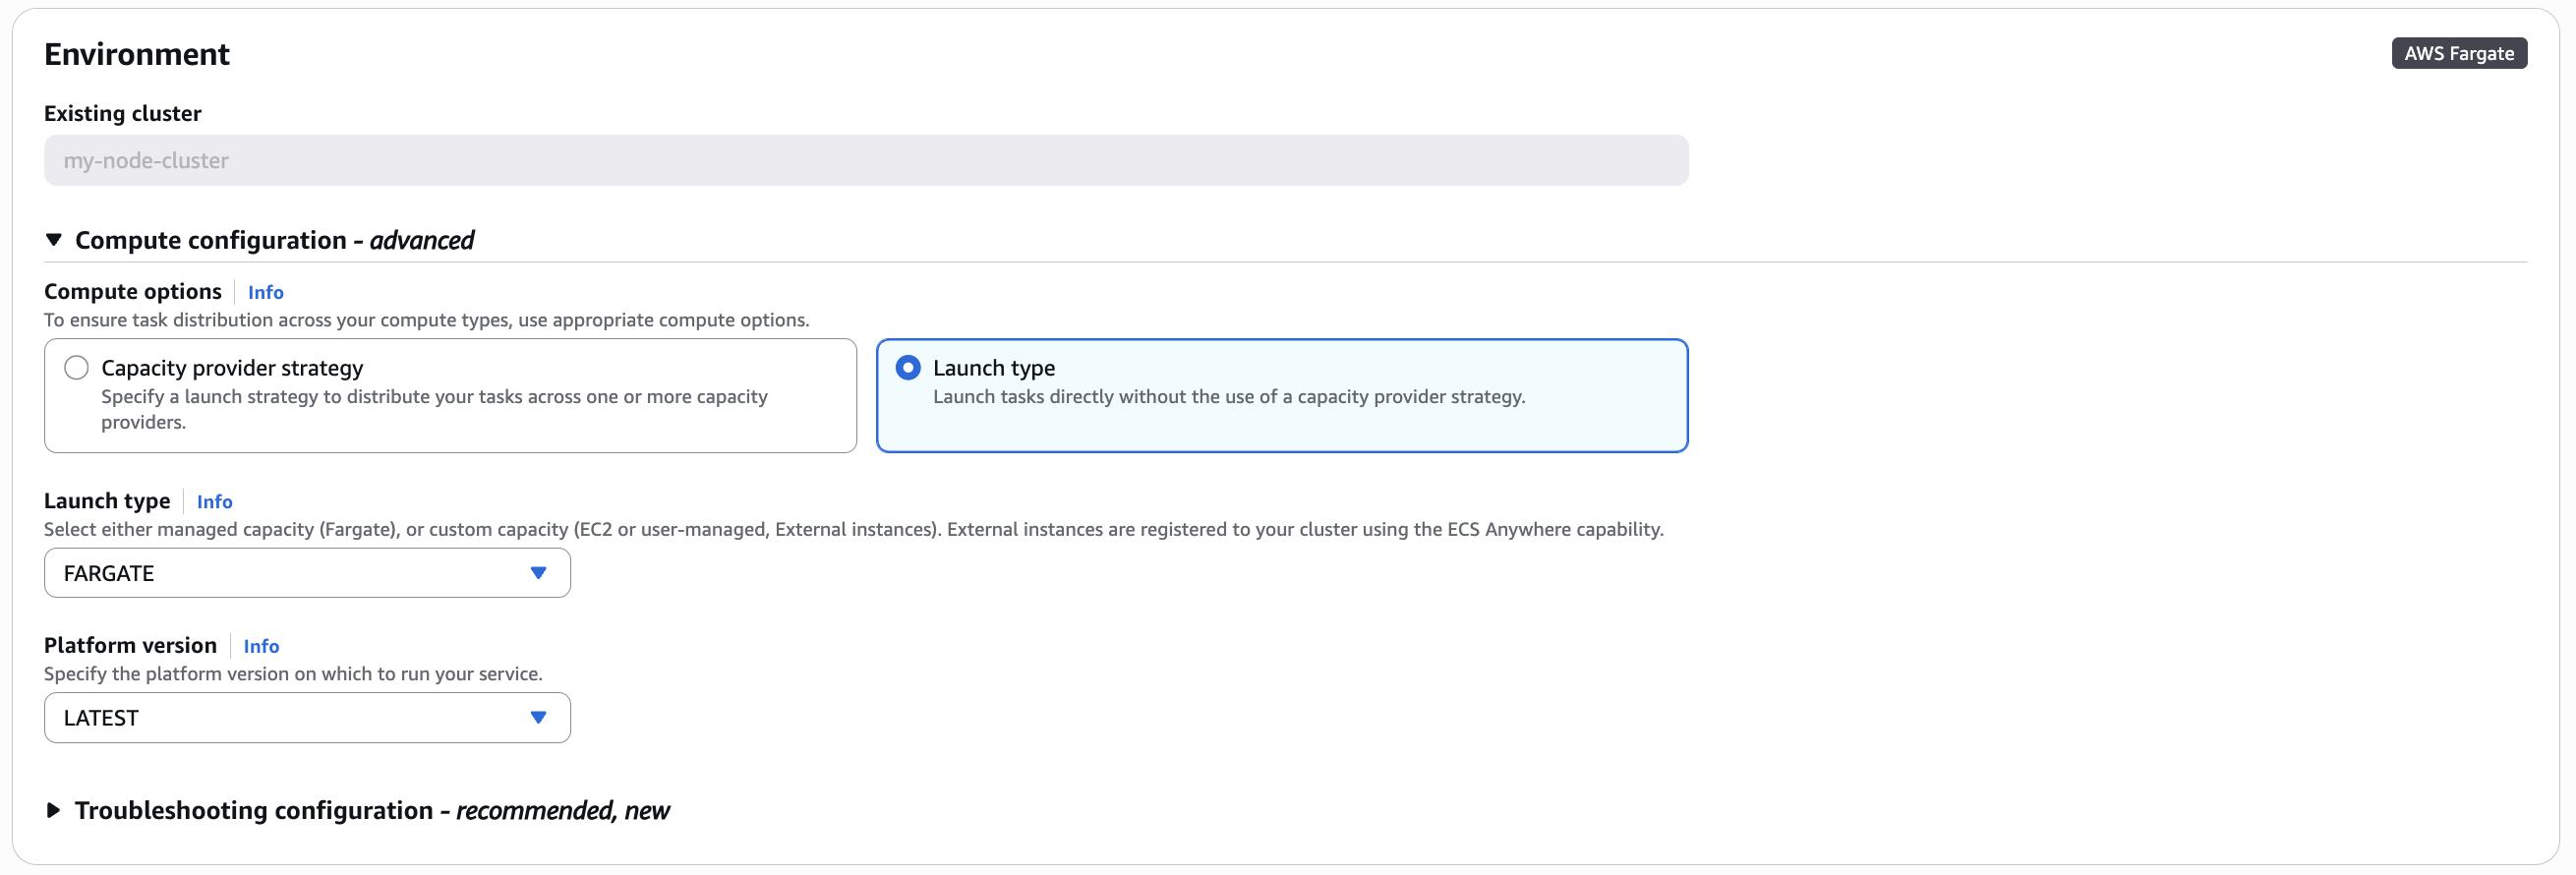 Environment
AWS Fargate
Existing cluster
my-node-cluster
Compute configuration - advanced
Compute options
Info
To ensure task distribution across your compute types, use appropriate compute options.
Capacity provider strategy
Specify a launch strategy to distribute your tasks across one or more capacity
providers.
Launch type
Launch tasks directly without the use of a capacity provider strategy.
Launch type
Info
Select either managed capacity (Fargate), or custom capacity (EC2 or user-managed, External instances). External instances are registered to your cluster using the ECS Anywhere capability.
FARGATE
Platform version
Info
Specify the platform version on which to run your service.
LATEST
Troubleshooting configuration - recommended, new